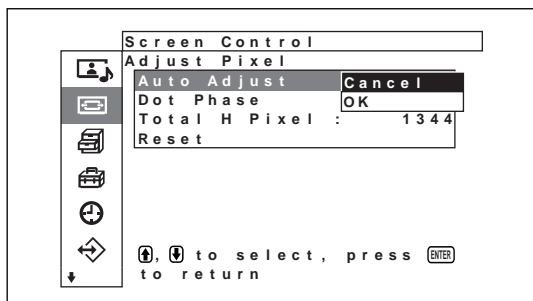 Screen Control
Adjust Pixel
Auto Adjust Cancel
Dot Phase OK
Total H Pixel : 1344
Reset
↑, ↓ to select, press ENTER
to return